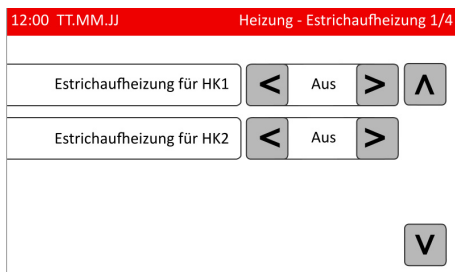 12:00 TT.MM.JJ Heizung - Estrichaufheizung 1/4
Estrichaufheizung für HK1 < Aus > Λ
Estrichaufheizung für HK2 < Aus >
V